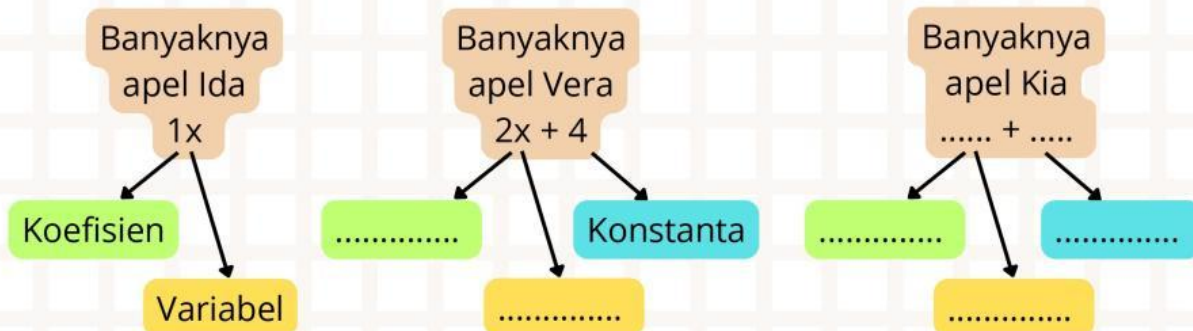 Banyaknya
apel Ida
1x
Koefisien
Variabel
Banyaknya
apel Vera
2x + 4
..............
Konstanta
..............
Banyaknya
apel Kia
...... + .....
..............
..............
..............